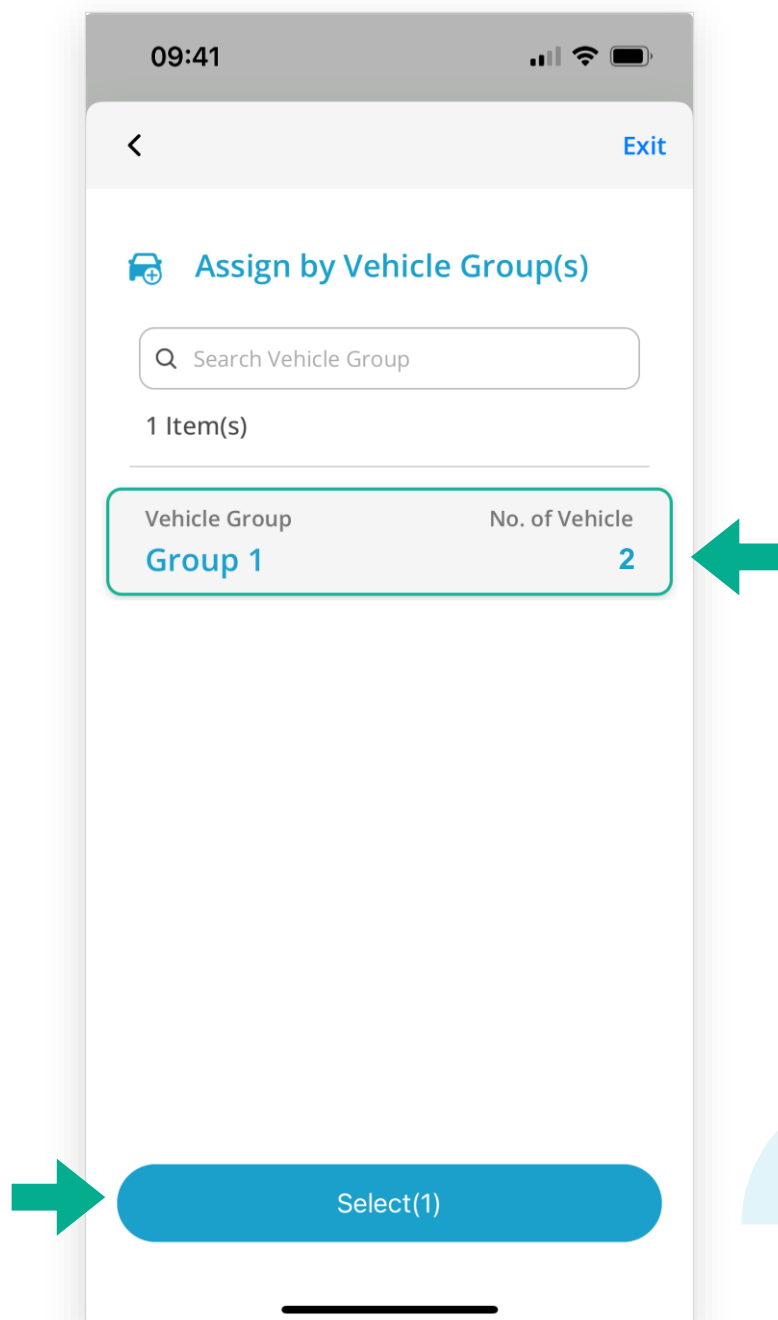 09:41
Exit
Assign by Vehicle Group(s)
Search Vehicle Group
1 Item(s)
Vehicle Group No. of Vehicle
Group 1 2
Select(1)